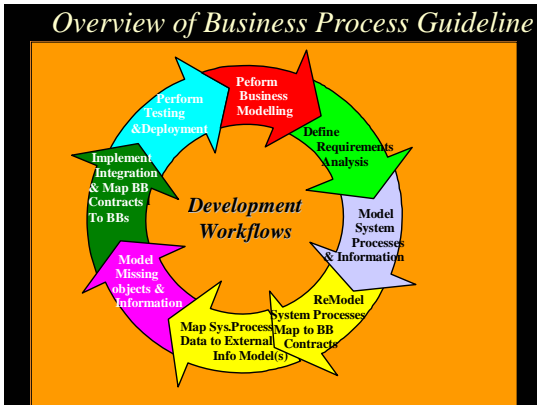 Overview of Business Process Guideline
Peform
Business
Modelling
Define
Requirements
Analysis
Model
System
Processes
& Information
ReModel
System Processes
Map to BB
Contracts
Map Sys.Process
Data to External
Info Model(s)
Model
Missing
objects &
Information
Implement
Integration
& Map BB
Contracts
To BBs
Perform
Testing
&Deployment
Development
Workflows